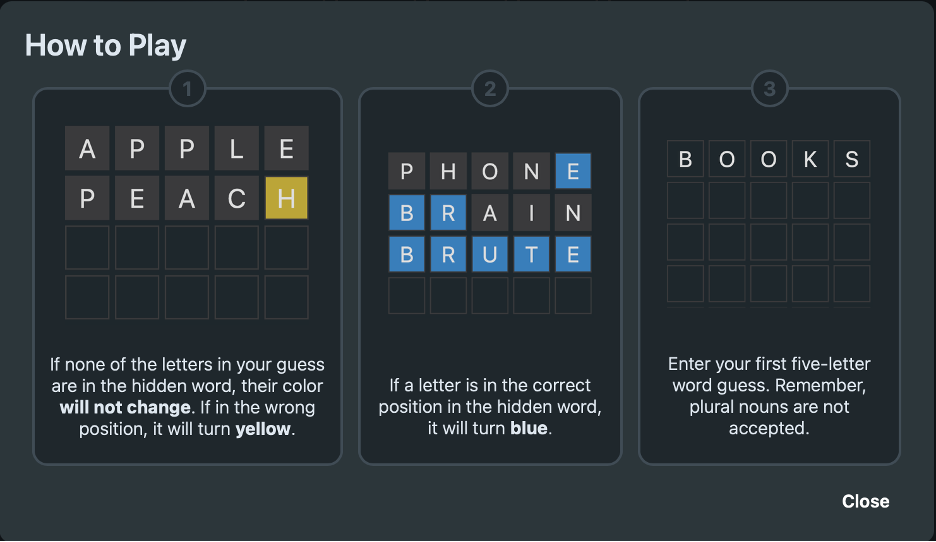 How to Play
1
A P P L E
P E A C H
If none of the letters in your guess
are in the hidden word, their color
will not change. If in the wrong
position, it will turn yellow.
2
P H O N E
B R A I N
B R U T E
If a letter is in the correct
position in the hidden word,
it will turn blue.
3
B O O K S
Enter your first five-letter
word guess. Remember,
plural nouns are not
accepted.
Close